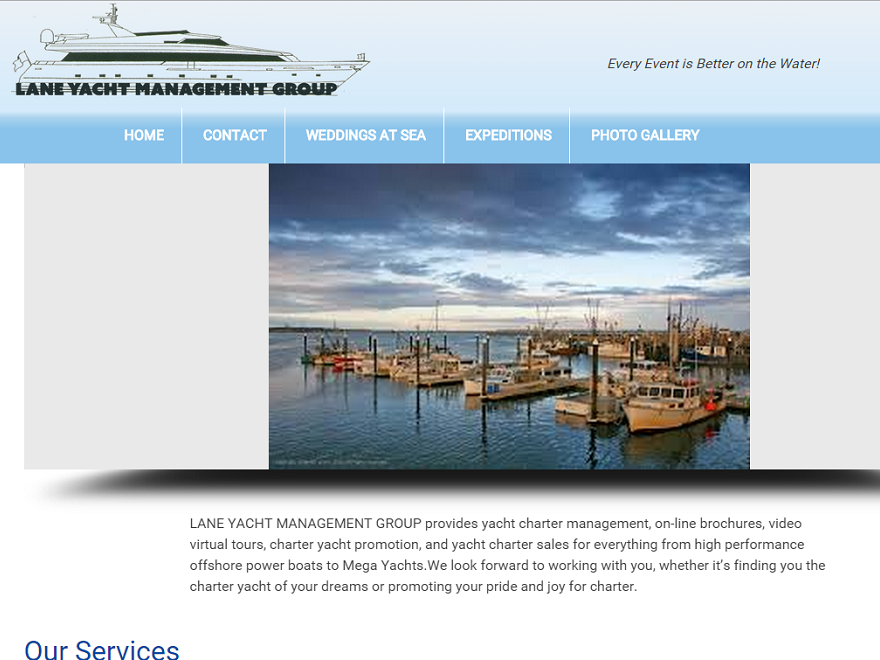 LANE YACHT MANAGEMENT GROUP
Every Event is Better on the Water!
HOME
CONTACT
WEDDINGS AT SEA
EXPEDITIONS
PHOTO GALLERY
LANE YACHT MANAGEMENT GROUP provides yacht charter management, on-line brochures, video
virtual tours, charter yacht promotion, and yacht charter sales for everything from high performance
offshore power boats to Mega Yachts.We look forward to working with you, whether it’s finding you the
charter yacht of your dreams or promoting your pride and joy for charter.
Our Services